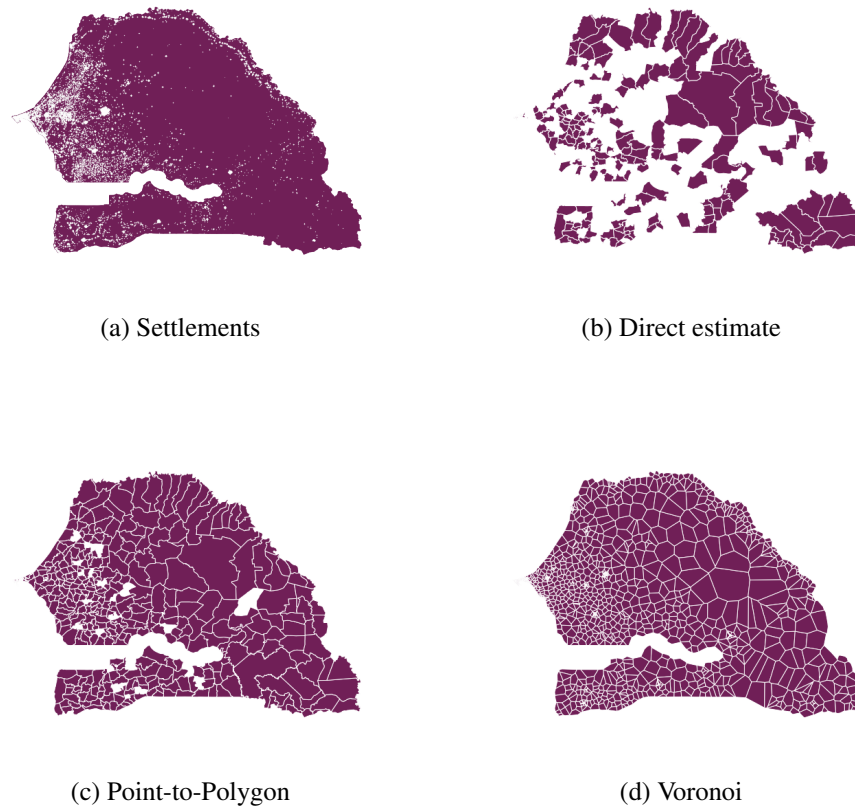 (a) Settlements
(b) Direct estimate
(c) Point-to-Polygon
(d) Voronoi